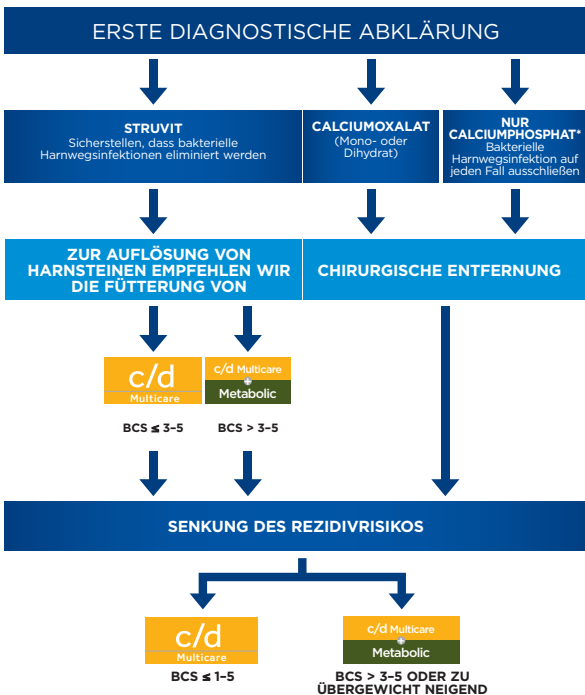 ERSTE DIAGNOSTISCHE ABKLÄRUNG
STRUVIT
Sicherstellen, dass bakterielle
Harnwegsinfektionen eliminiert werden
CALCIUMOXALAT
(Mono- oder
Dihydrat)
NUR
CALCIUMPHOSPHAT*
Bakterielle
Harnwegsinfektion auf
jeden Fall ausschließen
ZUR AUFLÖSUNG VON
HARNSTEINEN EMPFEHLEN WIR
DIE FÜTTERUNG VON
CHIRURGISCHE ENTFERNUNG
c/d
Multicare
BCS ≤ 3–5
c/d Multicare
+
Metabolic
BCS > 3–5
SENKUNG DES REZIDIVRISIKOS
c/d
Multicare
BCS ≤ 1–5
c/d Multicare
+
Metabolic
BCS > 3–5 ODER ZU
ÜBERGEWICHT NEIGEND